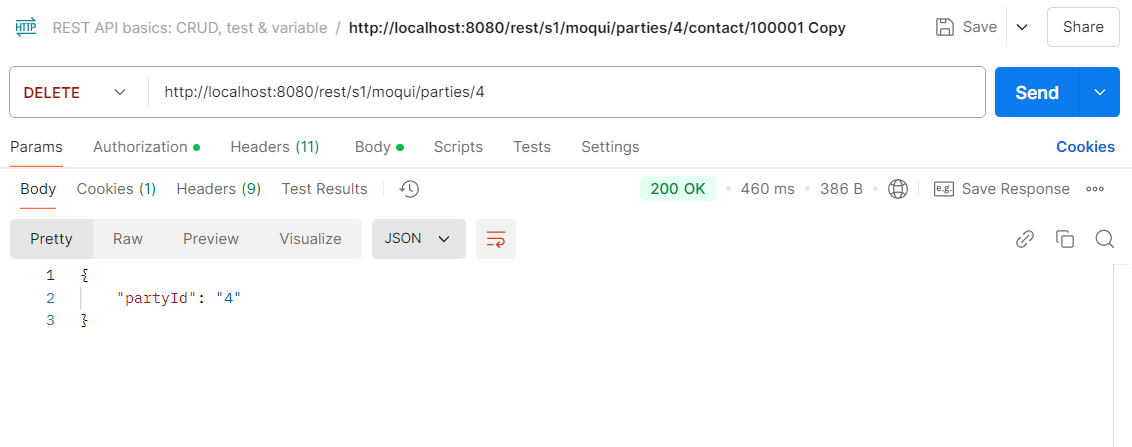 HTTP REST API basics: CRUD, test & variable / http://localhost:8080/rest/s1/moqui/parties/4/contact/100001 Copy Save Share
DELETE http://localhost:8080/rest/s1/moqui/parties/4 Send
Params Authorization Headers (11) Body Scripts Tests Settings Cookies
Body Cookies (1) Headers (9) Test Results 200 OK • 460 ms • 386 B • e.g. Save Response
Pretty Raw Preview Visualize JSON
1 {
2 "partyId": "4"
3 }